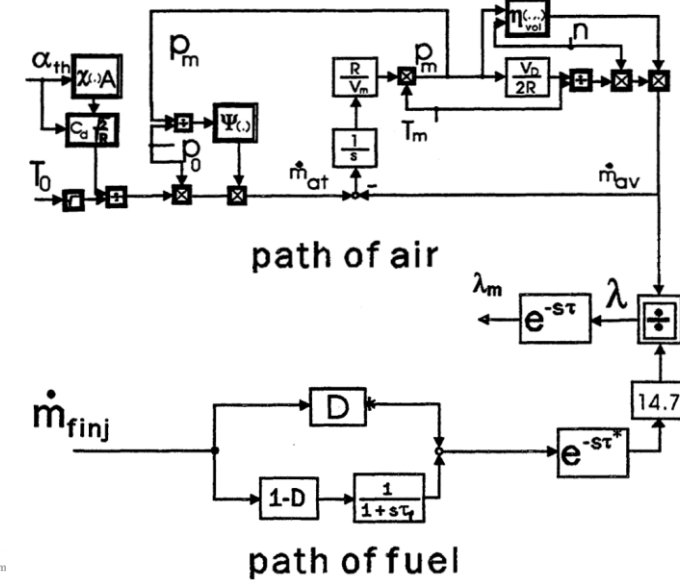 α_th
χ(.)A
C_d √(2/R)
T_0
÷
p_m
÷
p_0
Ψ(.)
ṁ_at
R
V_m
1
s
p_m
T_m
η_vol(.,.)
n
V_D
2R
÷
ṁ_av
-
path of air
λ_m
e^-sτ
λ
÷
14.7
ṁ_finj
D
1-D
1
1+sτ_f
e^-sτ*
path of fuel
m